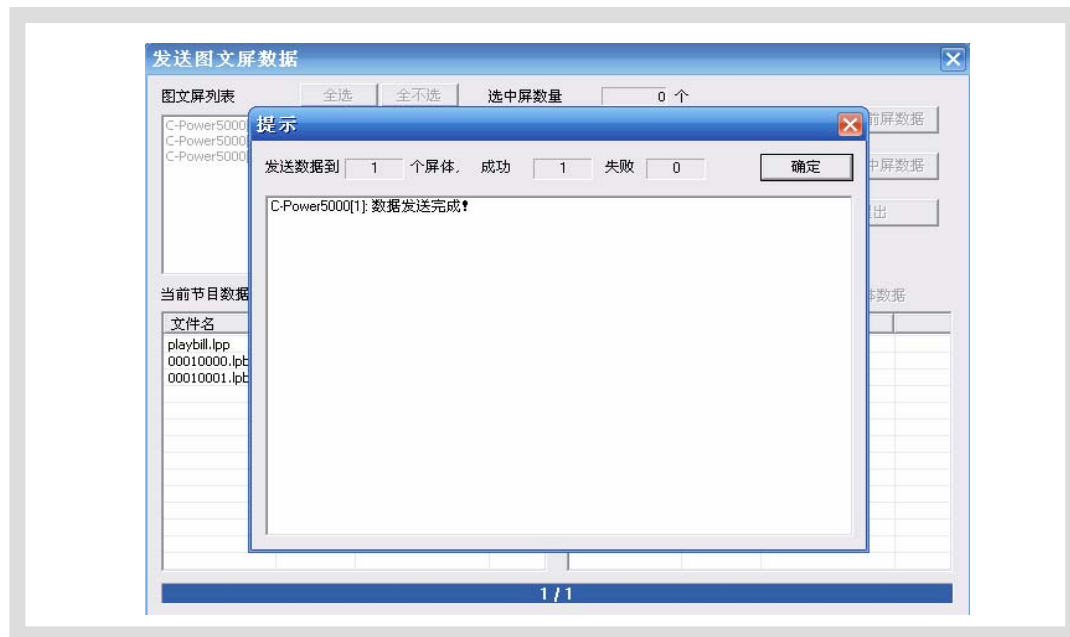 发送图文屏数据
图文屏列表 全选 全不选 选中屏数量 0 个
C-Power5000
C-Power5000
C-Power5000
前屏数据
中屏数据
出
提示
发送数据到 1 个屏体, 成功 1 失败 0 确定
C-Power5000[1]: 数据发送完成!
当前节目数据
体数据
文件名
playbill.lpp
00010000.lpb
00010001.lpb
1 / 1